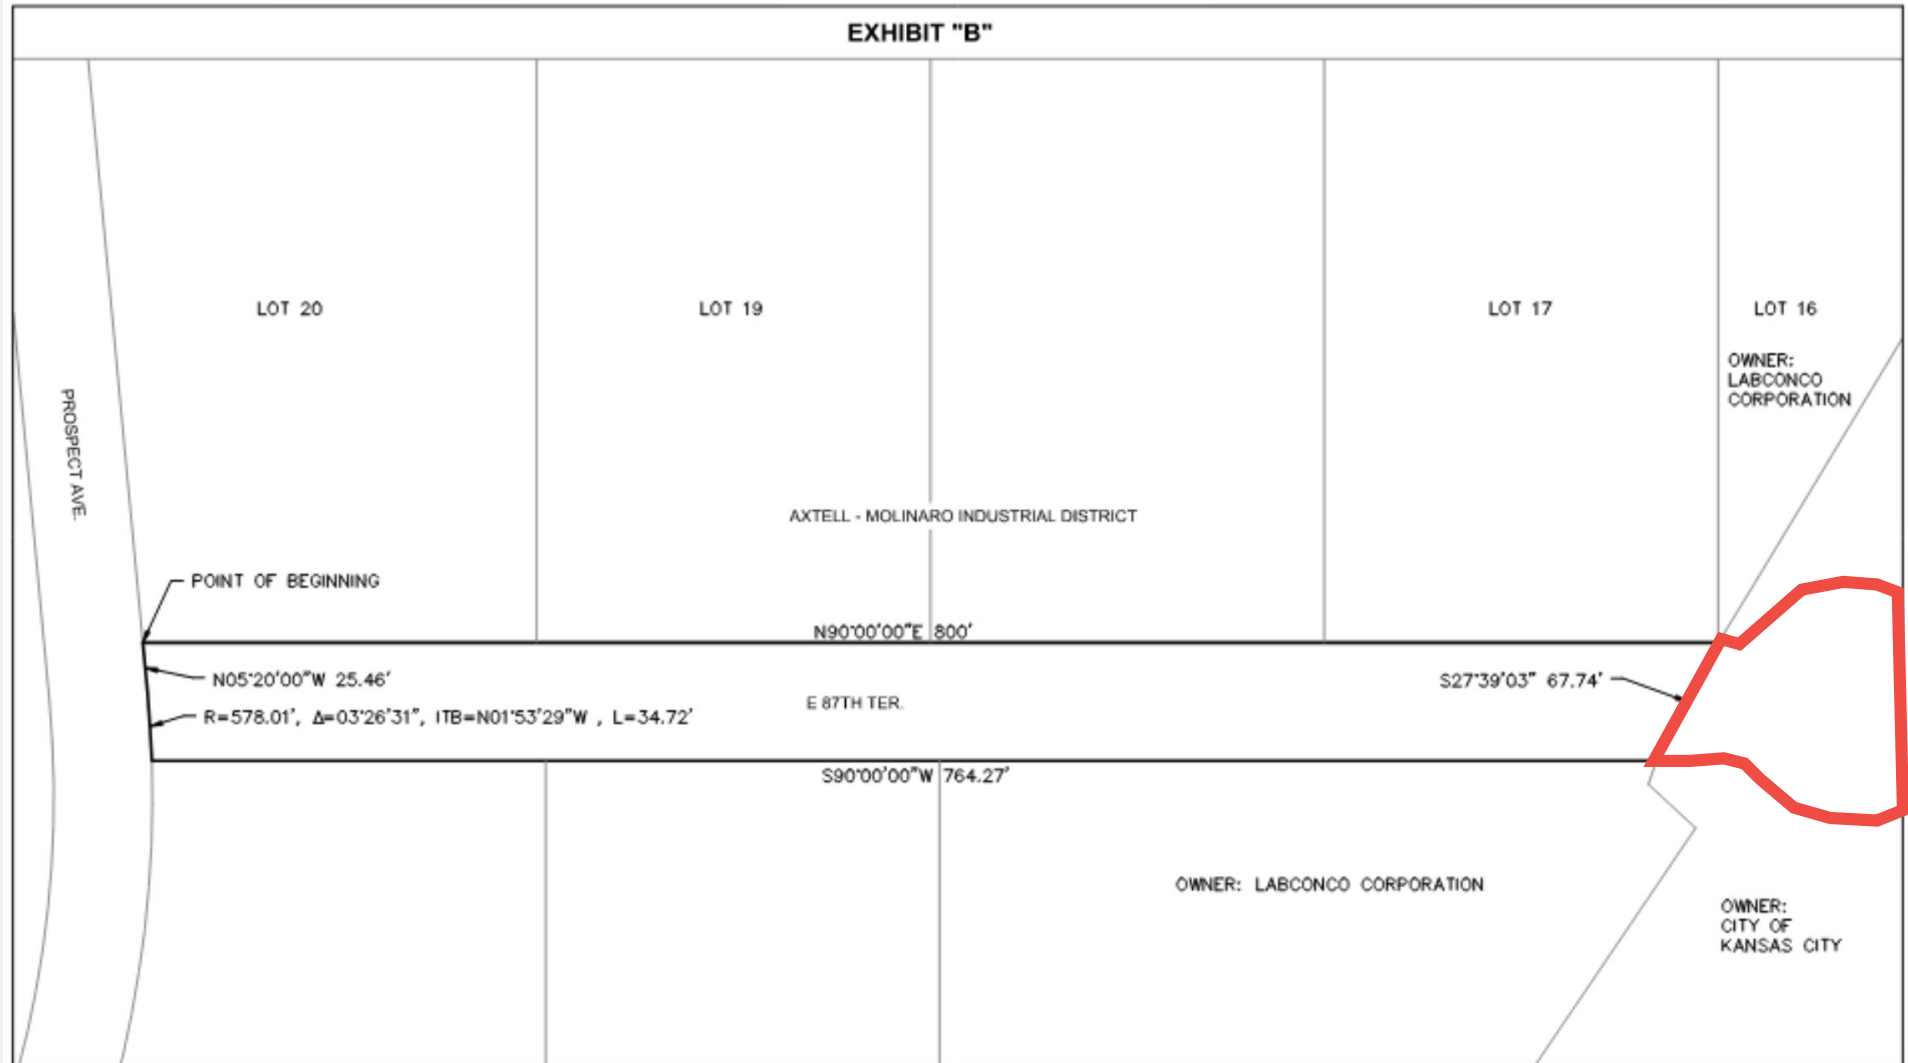 EXHIBIT "B"
LOT 20
LOT 19
LOT 17
LOT 16
OWNER:
LABCONCO
CORPORATION
PROSPECT AVE.
AXTELL - MOLINARO INDUSTRIAL DISTRICT
POINT OF BEGINNING
N90°00'00"E 800'
N05°20'00"W 25.46'
S27°39'03" 67.74'
E 87TH TER.
R=578.01', Δ=03°26'31", ITB=N01°53'29"W , L=34.72'
S90°00'00"W 764.27'
OWNER: LABCONCO CORPORATION
OWNER:
CITY OF
KANSAS CITY